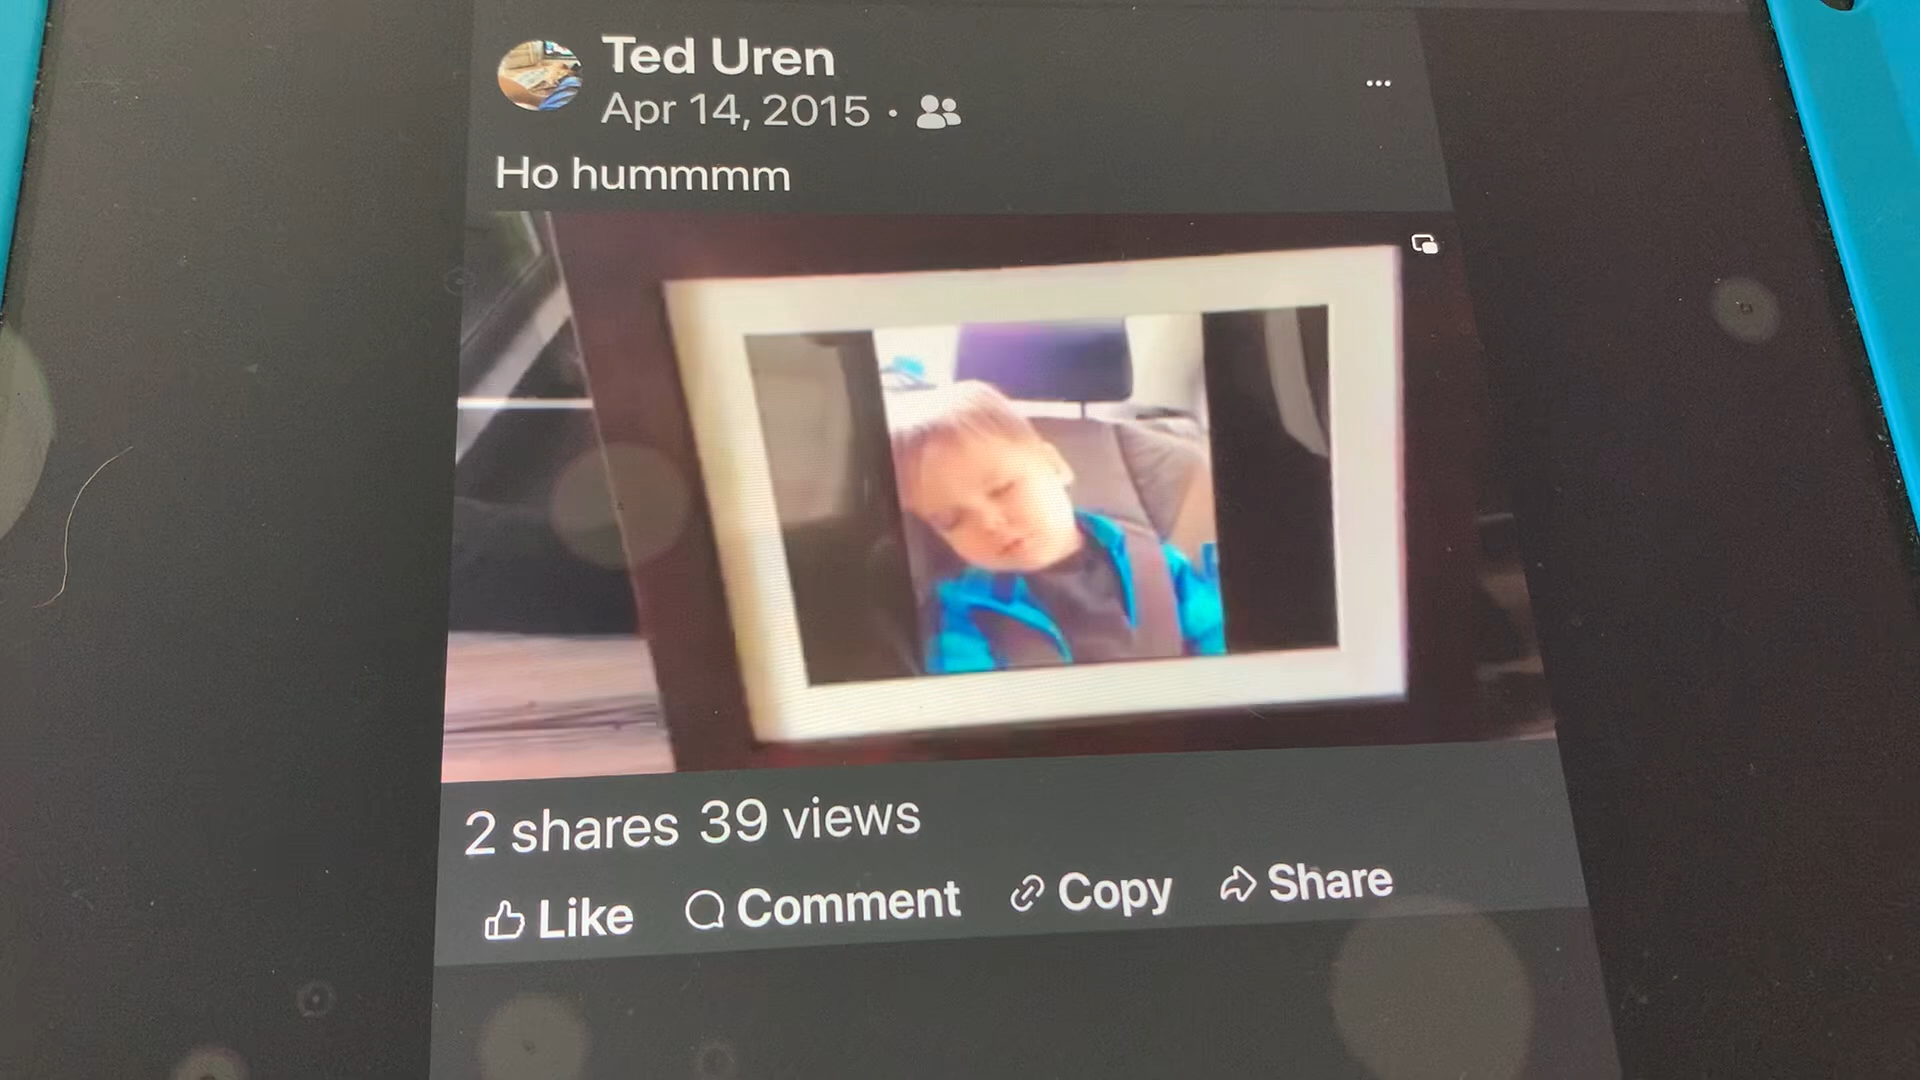 Ted Uren
Apr 14, 2015 ·
Ho hummmm
2 shares 39 views
Like Comment Copy Share